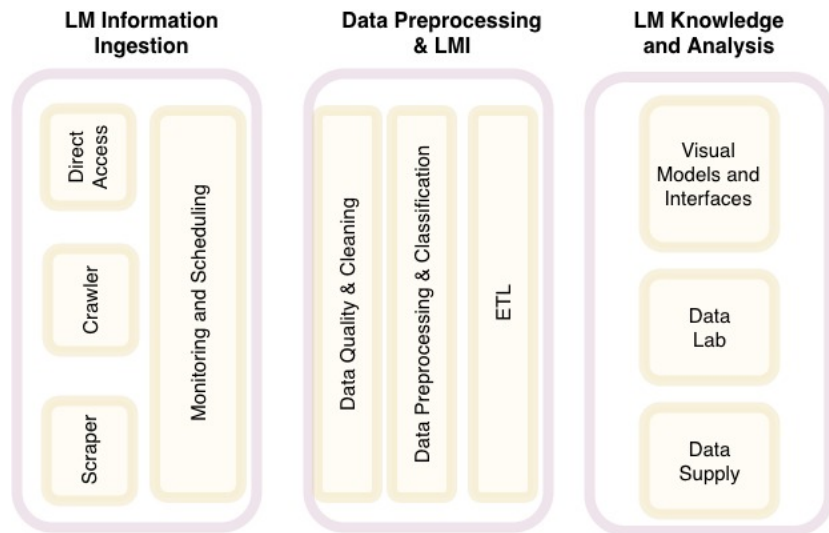 LM Information
Ingestion
Direct
Access
Crawler
Scraper
Monitoring and Scheduling
Data Preprocessing
& LMI
Data Quality & Cleaning
Data Preprocessing & Classification
ETL
LM Knowledge
and Analysis
Visual
Models and
Interfaces
Data
Lab
Data
Supply